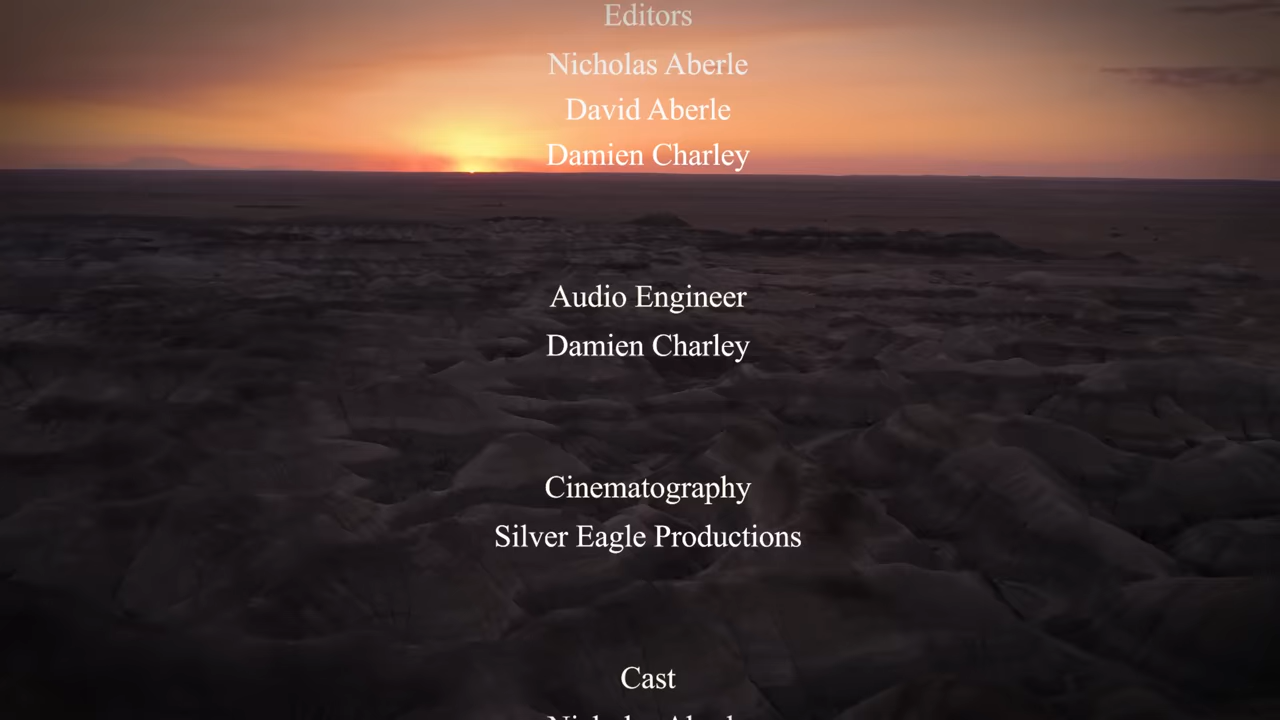 Editors
Nicholas Aberle
David Aberle
Damien Charley
Audio Engineer
Damien Charley
Cinematography
Silver Eagle Productions
Cast